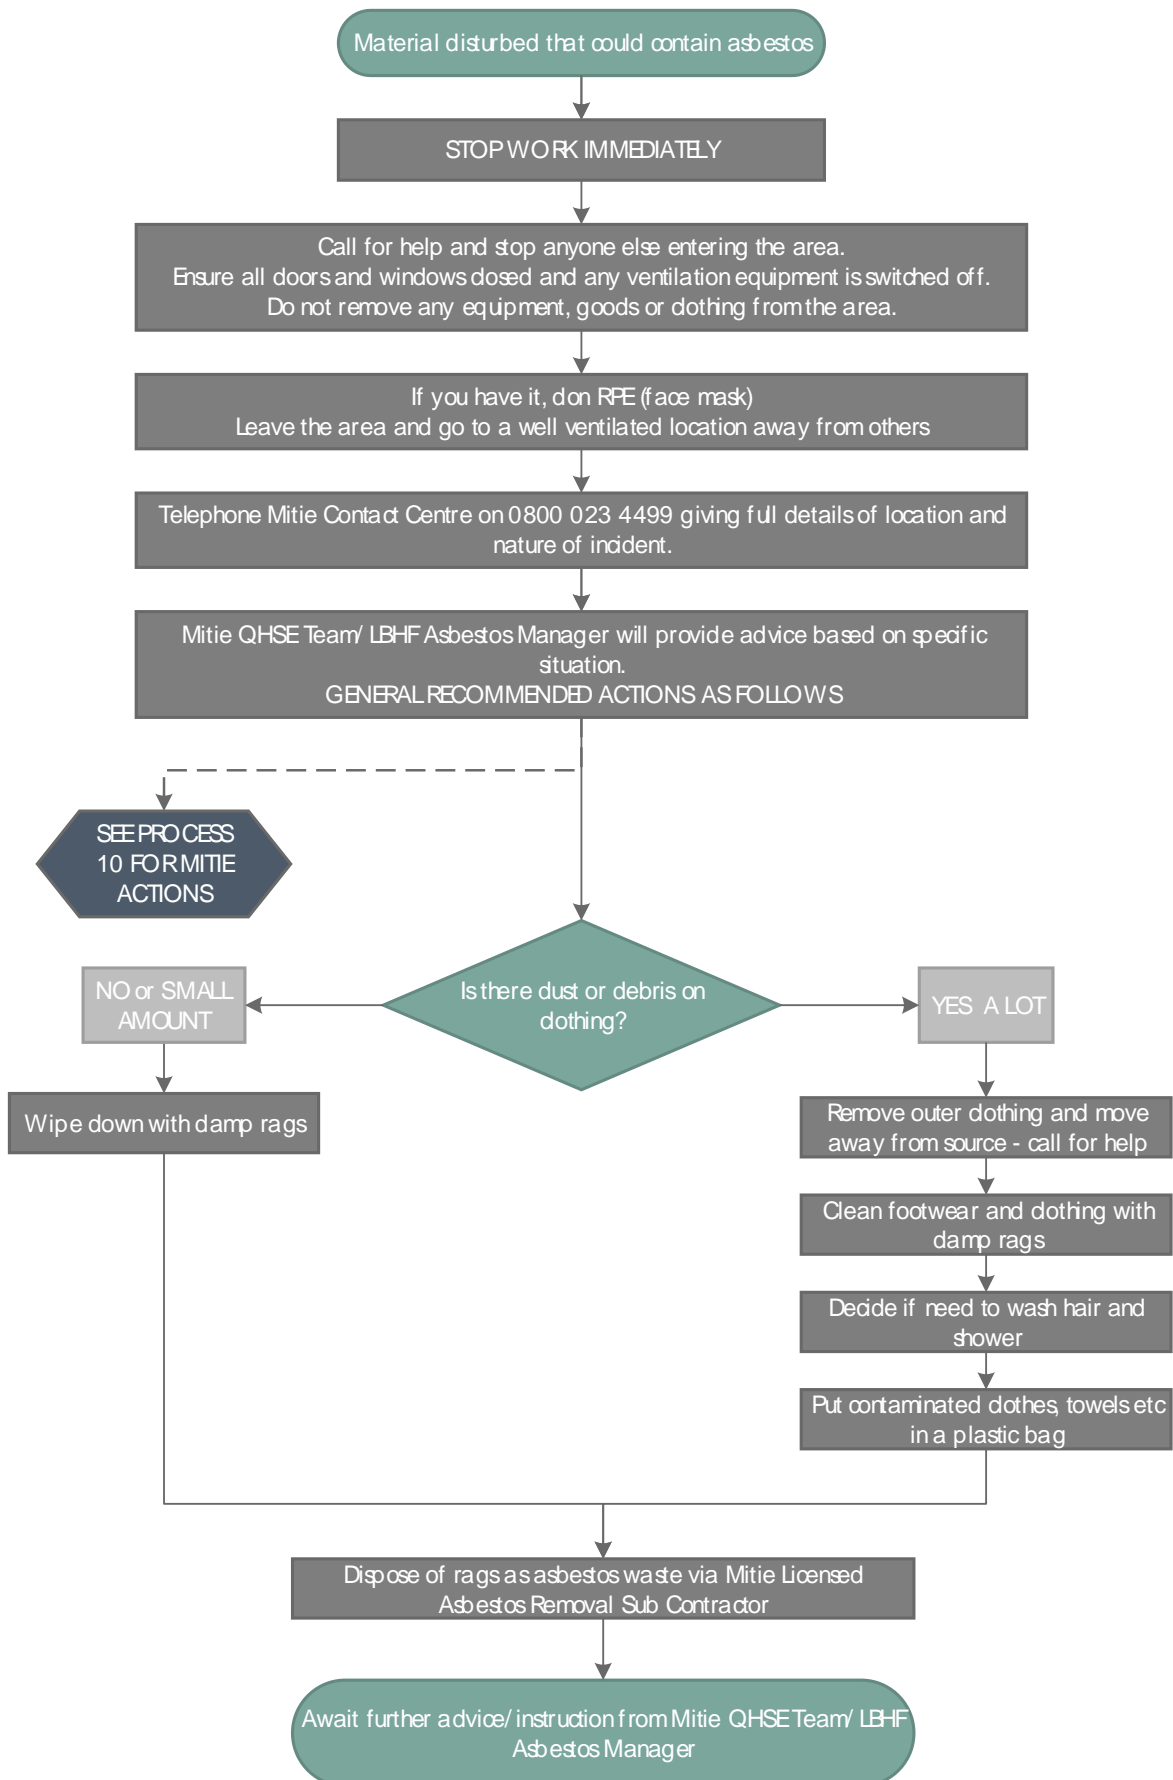 Material disturbed that could contain asbestos
STOP WORK IMMEDIATELY
Call for help and stop anyone else entering the area.
Ensure all doors and windows closed and any ventilation equipment is switched off.
Do not remove any equipment, goods or clothing from the area.
If you have it, don RPE (face mask)
Leave the area and go to a well ventilated location away from others
Telephone Mitie Contact Centre on 0800 023 4499 giving full details of location and
nature of incident.
Mitie QHSE Team/ LBHF Asbestos Manager will provide advice based on specific
situation.
GENERAL RECOMMENDED ACTIONS AS FOLLOWS
SEE PROCESS
10 FOR MITIE
ACTIONS
Is there dust or debris on
clothing?
NO or SMALL
AMOUNT
Wipe down with damp rags
YES A LOT
Remove outer clothing and move
away from source - call for help
Clean footwear and clothing with
damp rags
Decide if need to wash hair and
shower
Put contaminated clothes, towels etc
in a plastic bag
Dispose of rags as asbestos waste via Mitie Licensed
Asbestos Removal Sub Contractor
Await further advice/ instruction from Mitie QHSE Team/ LBHF
Asbestos Manager